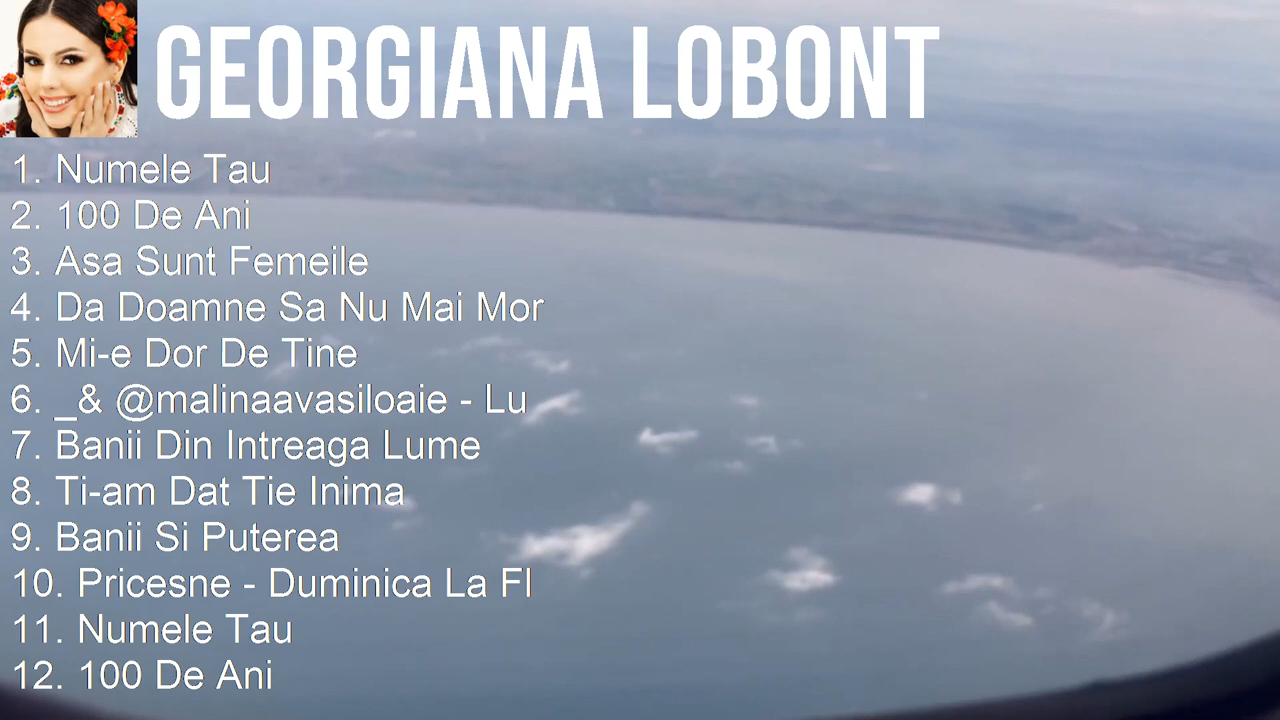 GEORGIANA LOBONT
1. Numele Tau
2. 100 De Ani
3. Asa Sunt Femeile
4. Da Doamne Sa Nu Mai Mor
5. Mi-e Dor De Tine
6. _& @malinaavasiloaie - Lu
7. Banii Din Intreaga Lume
8. Ti-am Dat Tie Inima
9. Banii Si Puterea
10. Pricesne - Duminica La Fl
11. Numele Tau
12. 100 De Ani